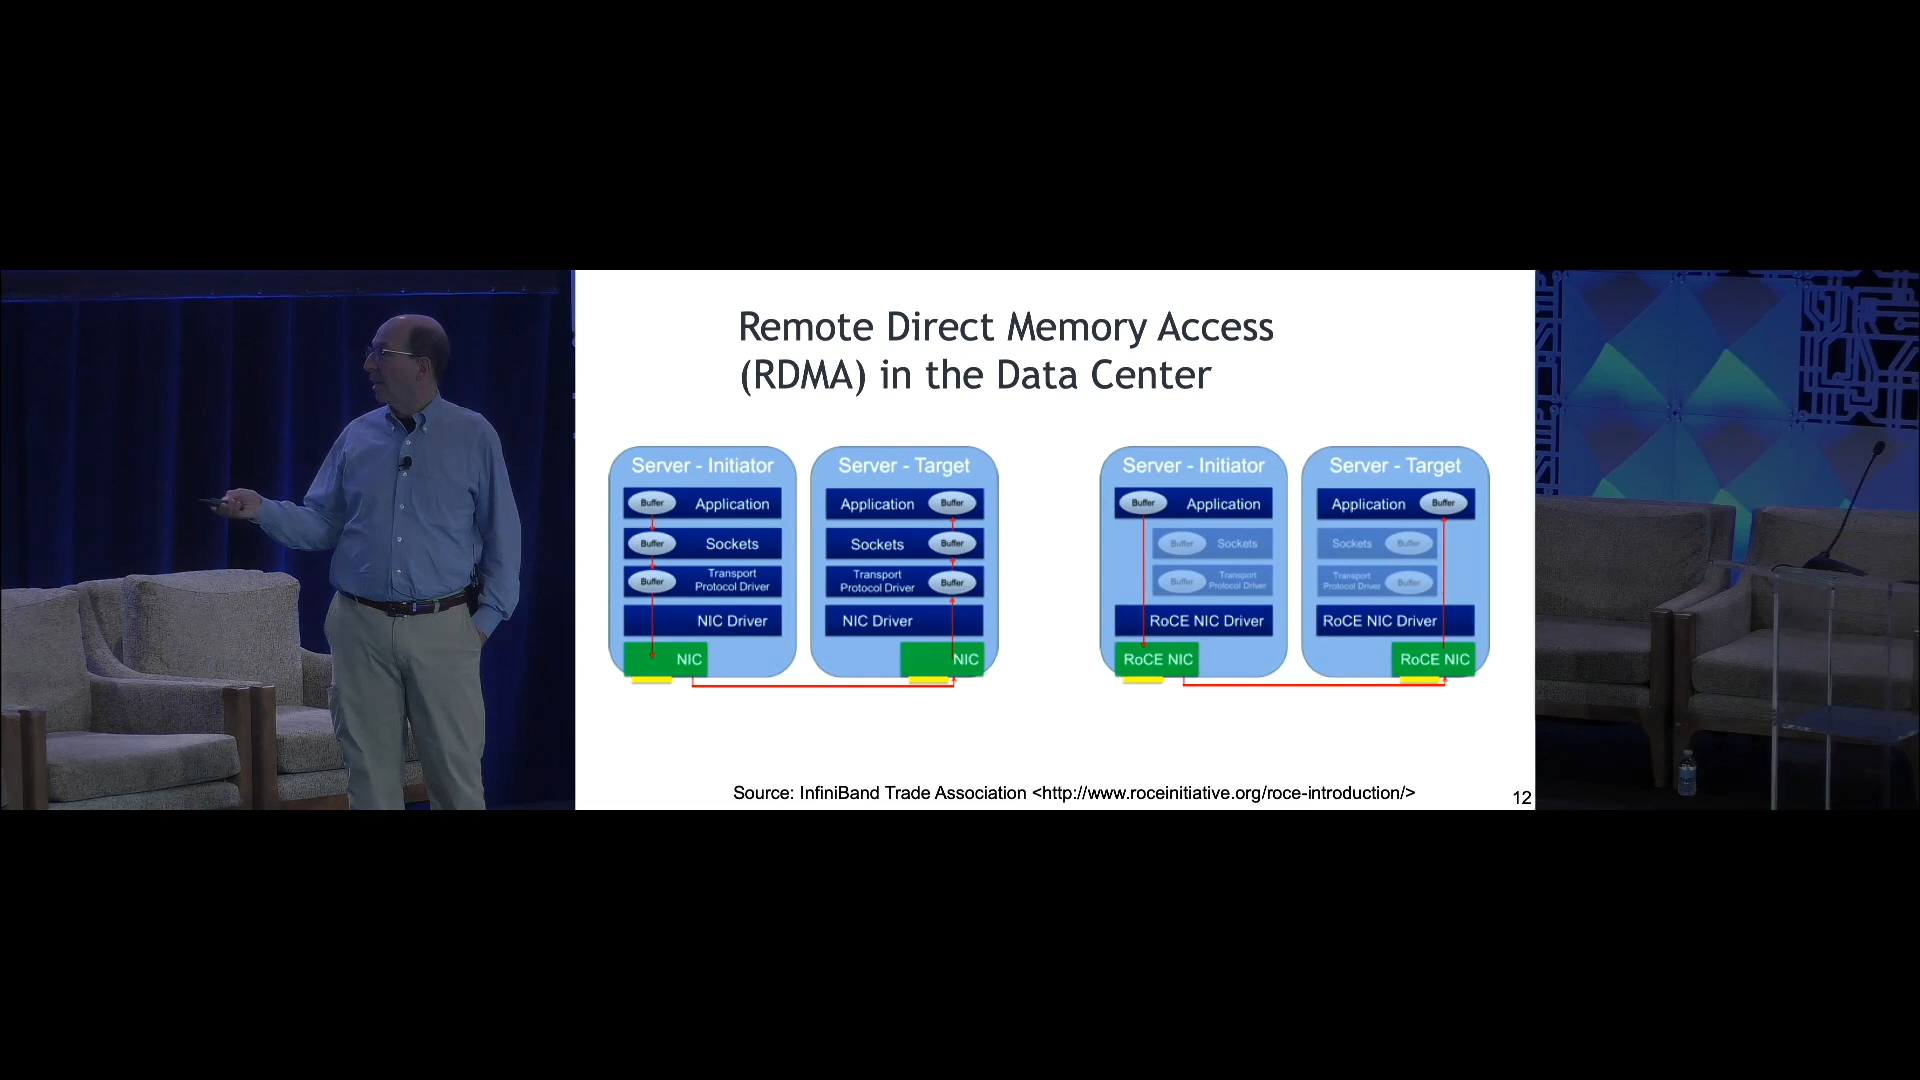 Remote Direct Memory Access
(RDMA) in the Data Center
Server - Initiator
Buffer Application
Buffer Sockets
Buffer Transport
Protocol Driver
NIC Driver
NIC
Server - Target
Application Buffer
Sockets Buffer
Transport
Protocol Driver Buffer
NIC Driver
NIC
Server - Initiator
Buffer Application
Buffer Sockets
Buffer Transport
Protocol Driver
RoCE NIC Driver
RoCE NIC
Server - Target
Application Buffer
Sockets Buffer
Transport
Protocol Driver Buffer
RoCE NIC Driver
RoCE NIC
Source: InfiniBand Trade Association <http://www.roceinitiative.org/roce-introduction/>
12